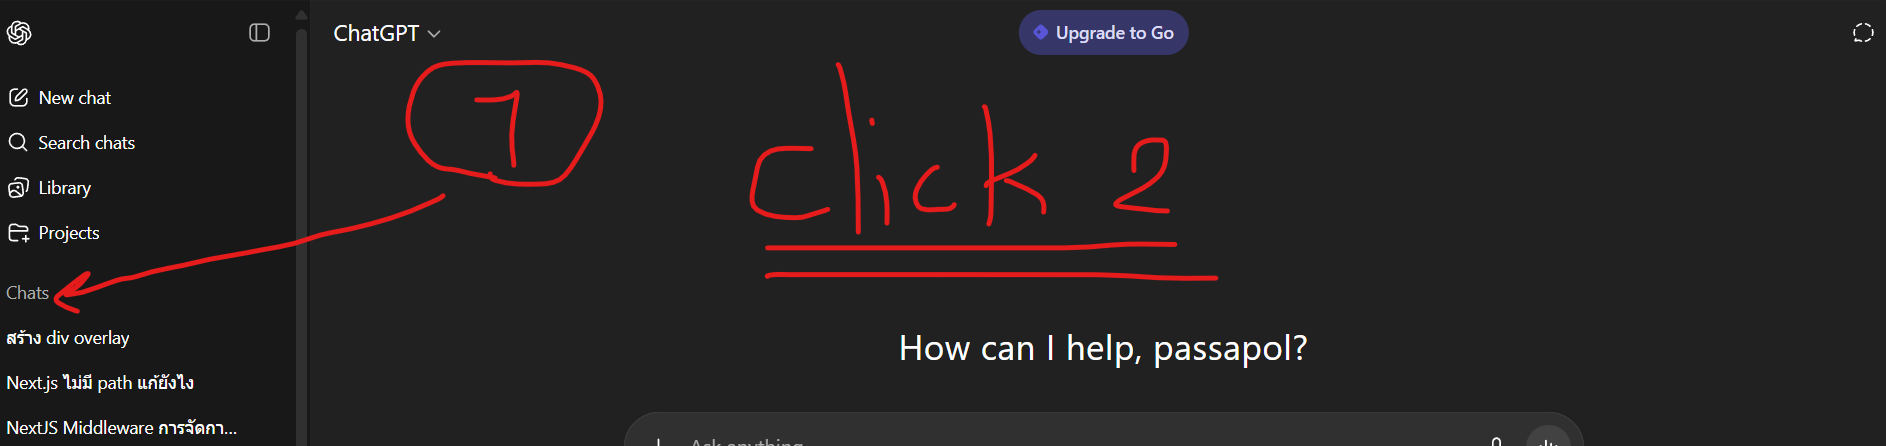 ChatGPT
Upgrade to Go
New chat
Search chats
Library
Projects
Chats
สร้าง div overlay
Next.js ไม่มี path แก้ยังไง
NextJS Middleware การจัดกา...
1
Click 2
How can I help, passapol?
Ask anything